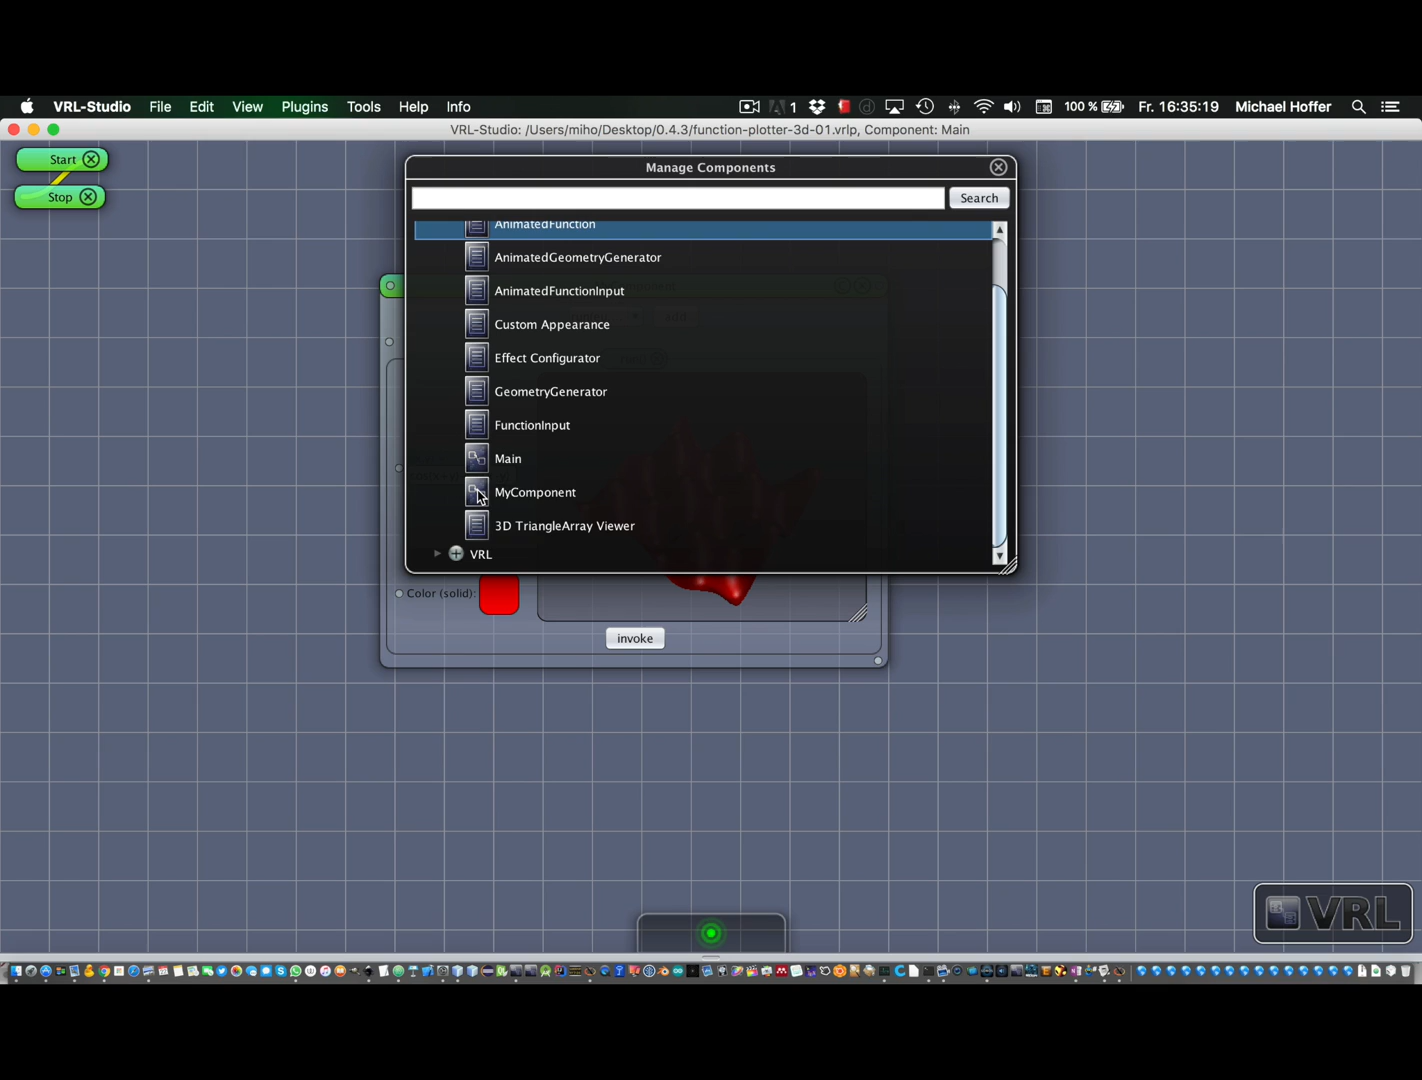 VRL-Studio File Edit View Plugins Tools Help Info 1 100 % Fr. 16:35:19 Michael Hoffer
VRL-Studio: /Users/miho/Desktop/0.4.3/function-plotter-3d-01.vrlp, Component: Main
Start
Stop
Manage Components
Search
AnimatedFunction
AnimatedGeometryGenerator
AnimatedFunctionInput
Custom Appearance
Effect Configurator
GeometryGenerator
FunctionInput
Main
MyComponent
3D TriangleArray Viewer
VRL
Color (solid):
invoke
VRL